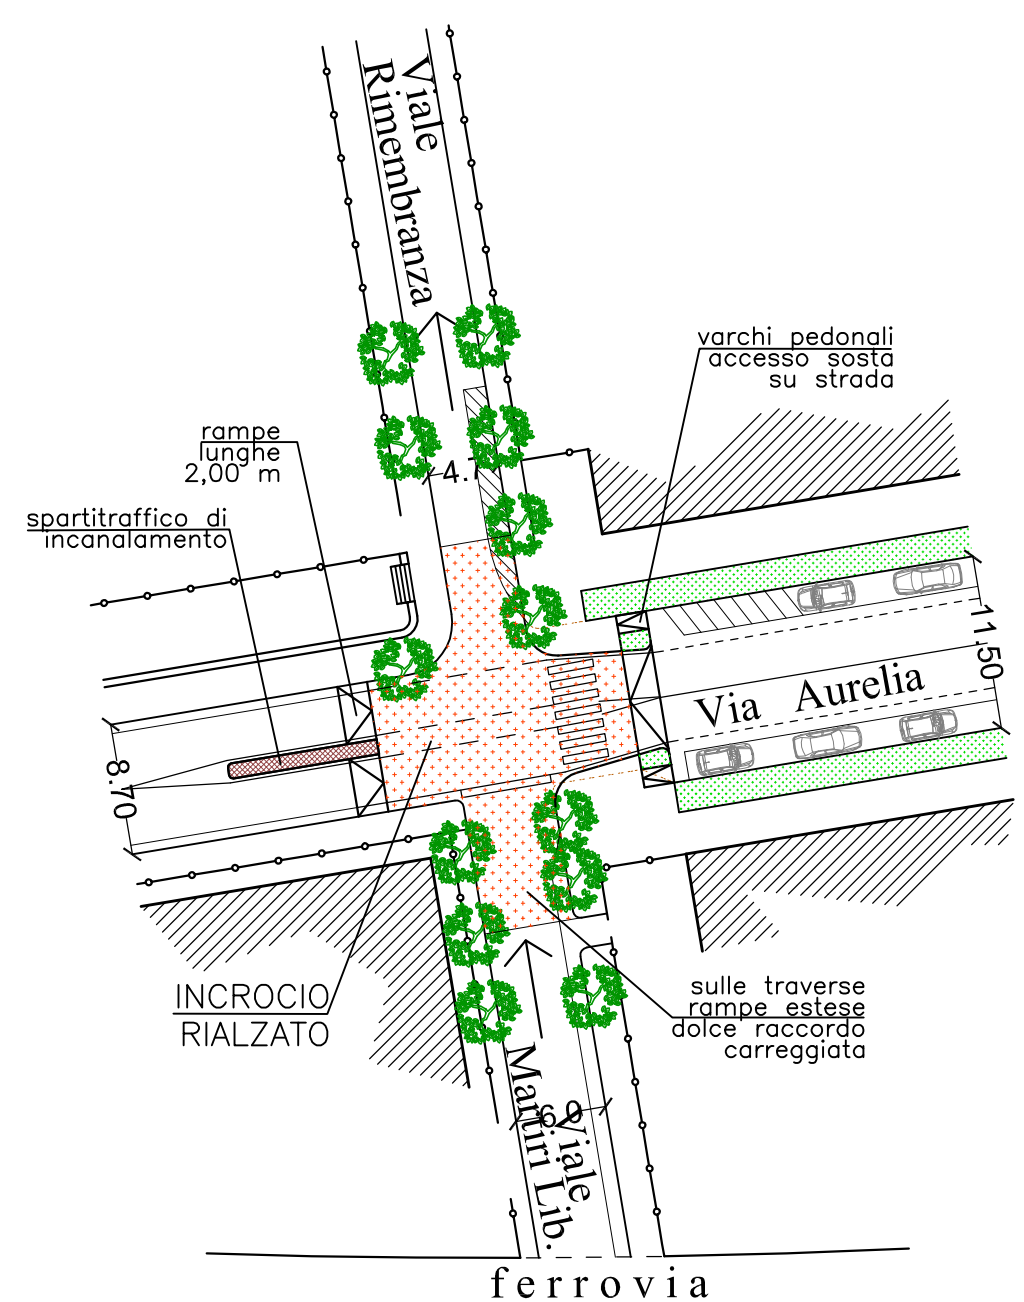 Viale
Rimembranza
varchi pedonali
accesso sosta
su strada
rampe
lunghe
2,00 m
4.7
spartitraffico di
incanalamento
11.50
Via Aurelia
8.70
INCROCIO
RIALZATO
sulle traverse
rampe estese
dolce raccordo
carreggiata
6.9
Viale
Martiri Lib.
ferrovia